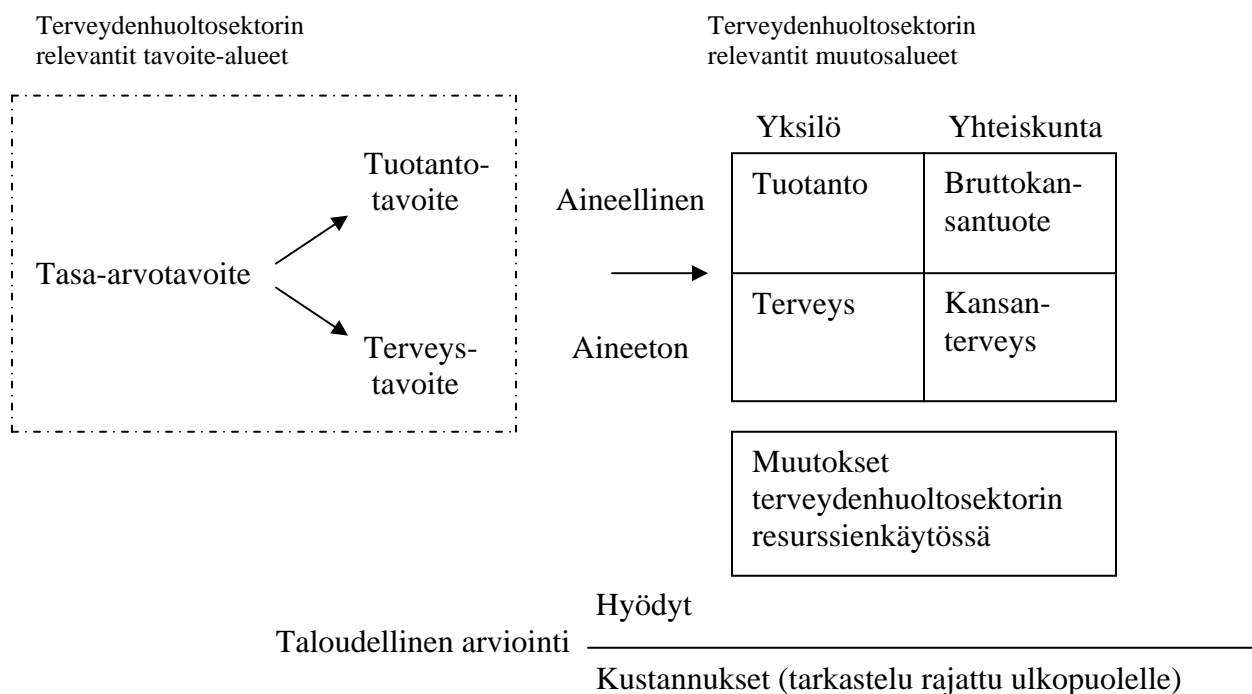 Terveydenhuoltosektorin
relevantit tavoite-alueet
Terveydenhuoltosektorin
relevantit muutosalueet
Tasa-arvotavoite
Tuotanto-
tavoite
Terveys-
tavoite
Aineellinen
Aineeton
Yksilö
Yhteiskunta
Tuotanto
Bruttokan-
santuote
Terveys
Kansan-
terveys
Muutokset
terveydenhuoltosektorin
resurssienkäytössä
Taloudellinen arviointi
Hyödyt
Kustannukset (tarkastelu rajattu ulkopuolelle)